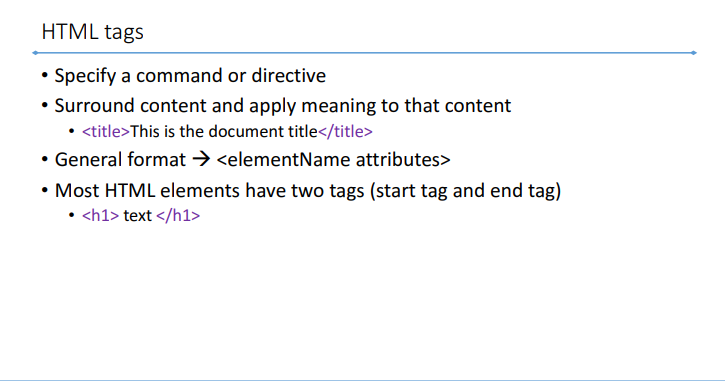 HTML tags
• Specify a command or directive
• Surround content and apply meaning to that content
• <title>This is the document title</title>
• General format → <elementName attributes>
• Most HTML elements have two tags (start tag and end tag)
• <h1> text </h1>